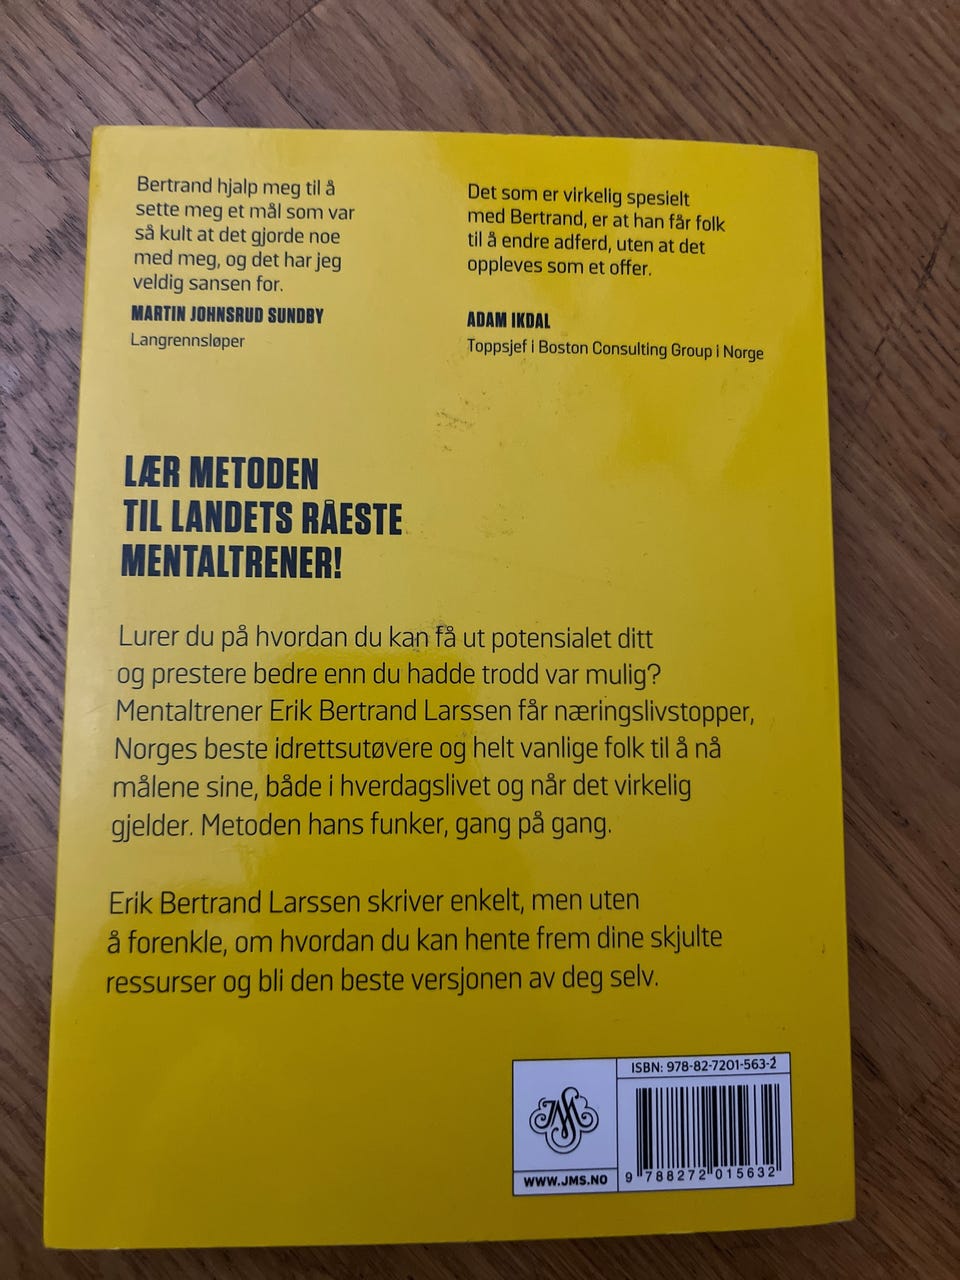 Bertrand hjalp meg til å
sette meg et mål som var
så kult at det gjorde noe
med meg, og det har jeg
veldig sansen for.
MARTIN JOHNSRUD SUNDBY
Langrennsløper
Det som er virkelig spesielt
med Bertrand, er at han får folk
til å endre adferd, uten at det
oppleves som et offer.
ADAM IKDAL
Toppsjef i Boston Consulting Group i Norge
LÆR METODEN
TIL LANDETS RÅESTE
MENTALTRENER!
Lurer du på hvordan du kan få ut potensialet ditt
og prestere bedre enn du hadde trodd var mulig?
Mentaltrener Erik Bertrand Larssen får næringslivstopper,
Norges beste idrettsutøvere og helt vanlige folk til å nå
målene sine, både i hverdagslivet og når det virkelig
gjelder. Metoden hans funker, gang på gang.
Erik Bertrand Larssen skriver enkelt, men uten
å forenkle, om hvordan du kan hente frem dine skjulte
ressurser og bli den beste versjonen av deg selv.
ISBN: 978-82-7201-563-2
JMS
WWW.JMS.NO
9 788272 015632